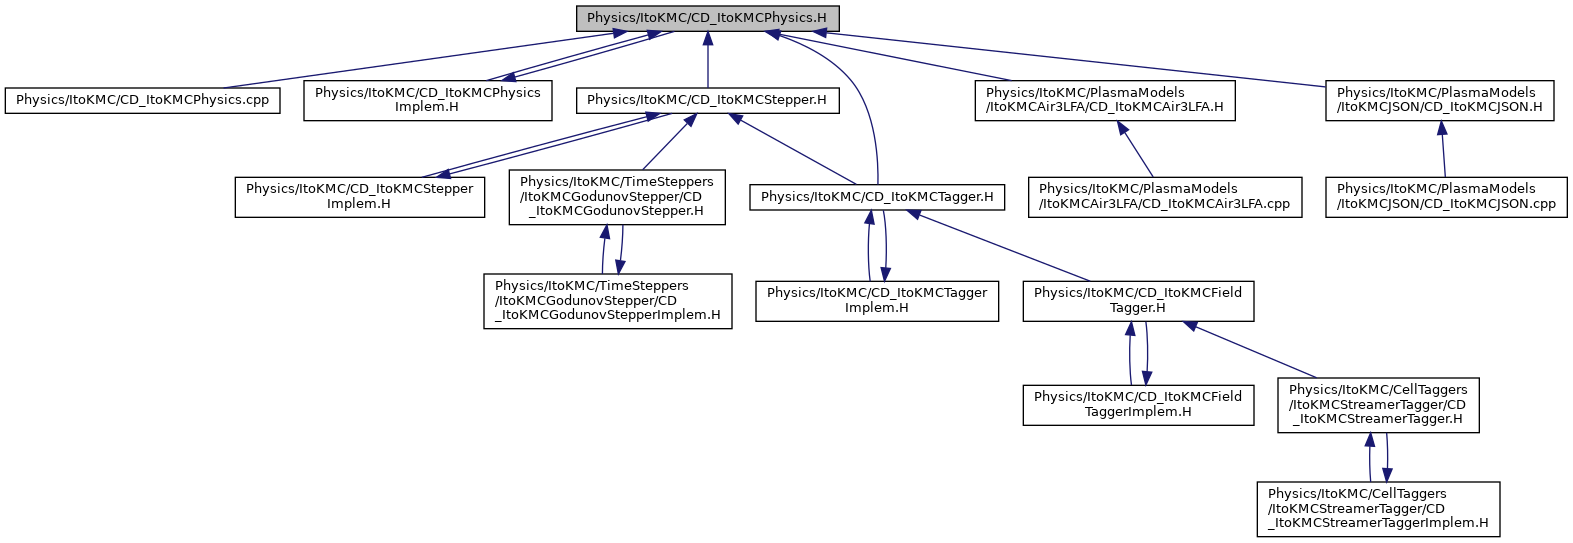 Physics/ItoKMC/CD_ItoKMCPhysics.H
Physics/ItoKMC/CD_ItoKMCPhysics.cpp
Physics/ItoKMC/CD_ItoKMCPhysics
Implem.H
Physics/ItoKMC/CD_ItoKMCStepper.H
Physics/ItoKMC/PlasmaModels
/ItoKMCAir3LFA/CD_ItoKMCAir3LFA.H
Physics/ItoKMC/PlasmaModels
/ItoKMCJSON/CD_ItoKMCJSON.H
Physics/ItoKMC/CD_ItoKMCStepper
Implem.H
Physics/ItoKMC/TimeSteppers
/ItoKMCGodunovStepper/CD
_ItoKMCGodunovStepper.H
Physics/ItoKMC/CD_ItoKMCTagger.H
Physics/ItoKMC/PlasmaModels
/ItoKMCAir3LFA/CD_ItoKMCAir3LFA.cpp
Physics/ItoKMC/PlasmaModels
/ItoKMCJSON/CD_ItoKMCJSON.cpp
Physics/ItoKMC/TimeSteppers
/ItoKMCGodunovStepper/CD
_ItoKMCGodunovStepperImplem.H
Physics/ItoKMC/CD_ItoKMCTagger
Implem.H
Physics/ItoKMC/CD_ItoKMCField
Tagger.H
Physics/ItoKMC/CD_ItoKMCField
TaggerImplem.H
Physics/ItoKMC/CellTaggers
/ItoKMCStreamerTagger/CD
_ItoKMCStreamerTagger.H
Physics/ItoKMC/CellTaggers
/ItoKMCStreamerTagger/CD
_ItoKMCStreamerTaggerImplem.H